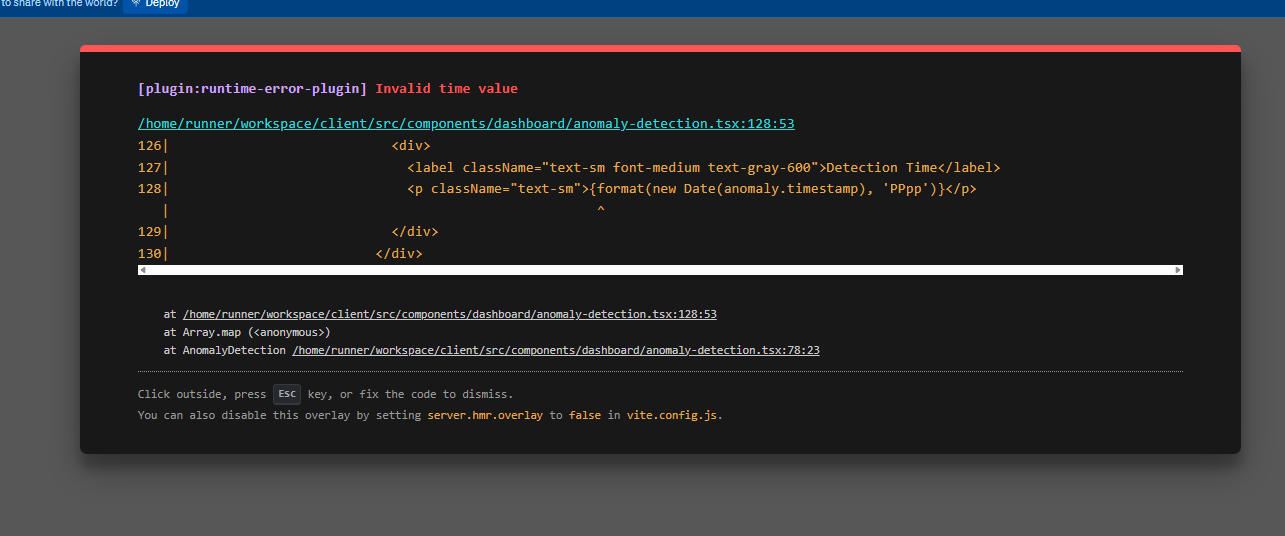 to share with the world? Deploy
[plugin:runtime-error-plugin] Invalid time value
/home/runner/workspace/client/src/components/dashboard/anomaly-detection.tsx:128:53
126| <div>
127| <label className="text-sm font-medium text-gray-600">Detection Time</label>
128| <p className="text-sm">{format(new Date(anomaly.timestamp), 'PPpp')}</p>
| ^
129| </div>
130| </div>
at /home/runner/workspace/client/src/components/dashboard/anomaly-detection.tsx:128:53
at Array.map (<anonymous>)
at AnomalyDetection /home/runner/workspace/client/src/components/dashboard/anomaly-detection.tsx:78:23
Click outside, press Esc key, or fix the code to dismiss.
You can also disable this overlay by setting server.hmr.overlay to false in vite.config.js.